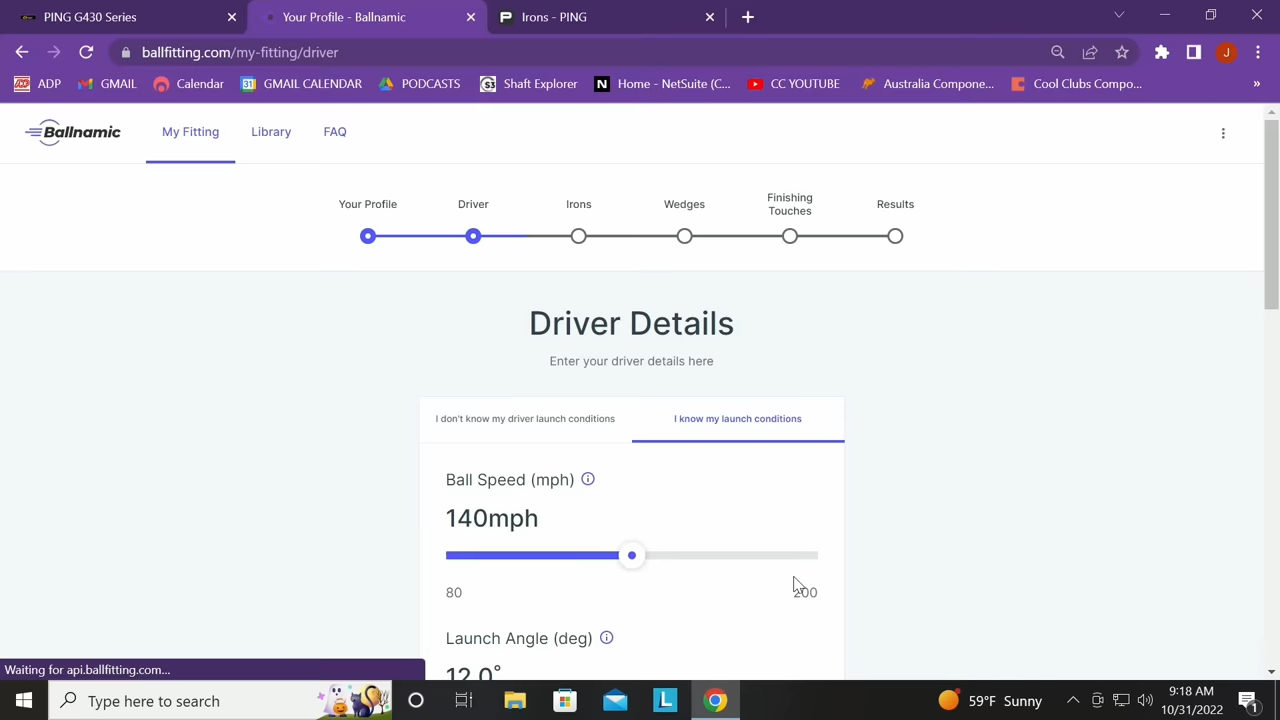 PING G430 Series
Your Profile - Ballnamic
Irons - PING
ballfitting.com/my-fitting/driver
ADP
GMAIL
Calendar
GMAIL CALENDAR
PODCASTS
Shaft Explorer
Home - NetSuite (C...
CC YOUTUBE
Australia Compone...
Cool Clubs Compo...
»
Ballnamic
My Fitting
Library
FAQ
Your Profile
Driver
Irons
Wedges
Finishing
Touches
Results
Driver Details
Enter your driver details here
I don't know my driver launch conditions
I know my launch conditions
Ball Speed (mph)
140mph
80
200
Launch Angle (deg)
12.0°
Waiting for api.ballfitting.com...
Type here to search
59°F Sunny
9:18 AM
10/31/2022